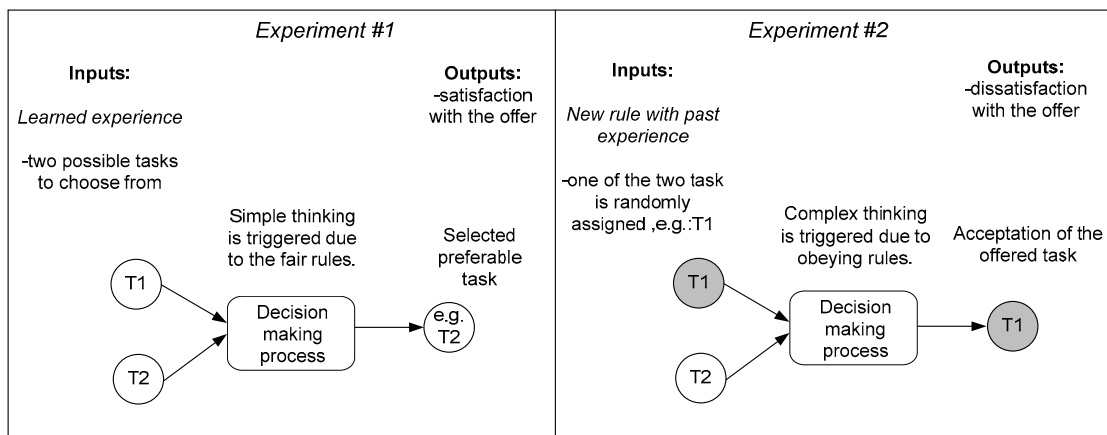 Experiment #1
Inputs:
Learned experience
-two possible tasks
to choose from
Outputs:
-satisfaction
with the offer
Simple thinking
is triggered due
to the fair rules.
Selected
preferable
task
T1
T2
Decision
making
process
e.g.
T2
Experiment #2
Inputs:
New rule with past
experience
-one of the two task
is randomly
assigned ,e.g.:T1
Outputs:
-dissatisfaction
with the offer
Complex thinking
is triggered due to
obeying rules.
Acceptation of the
offered task
T1
T2
Decision
making
process
T1